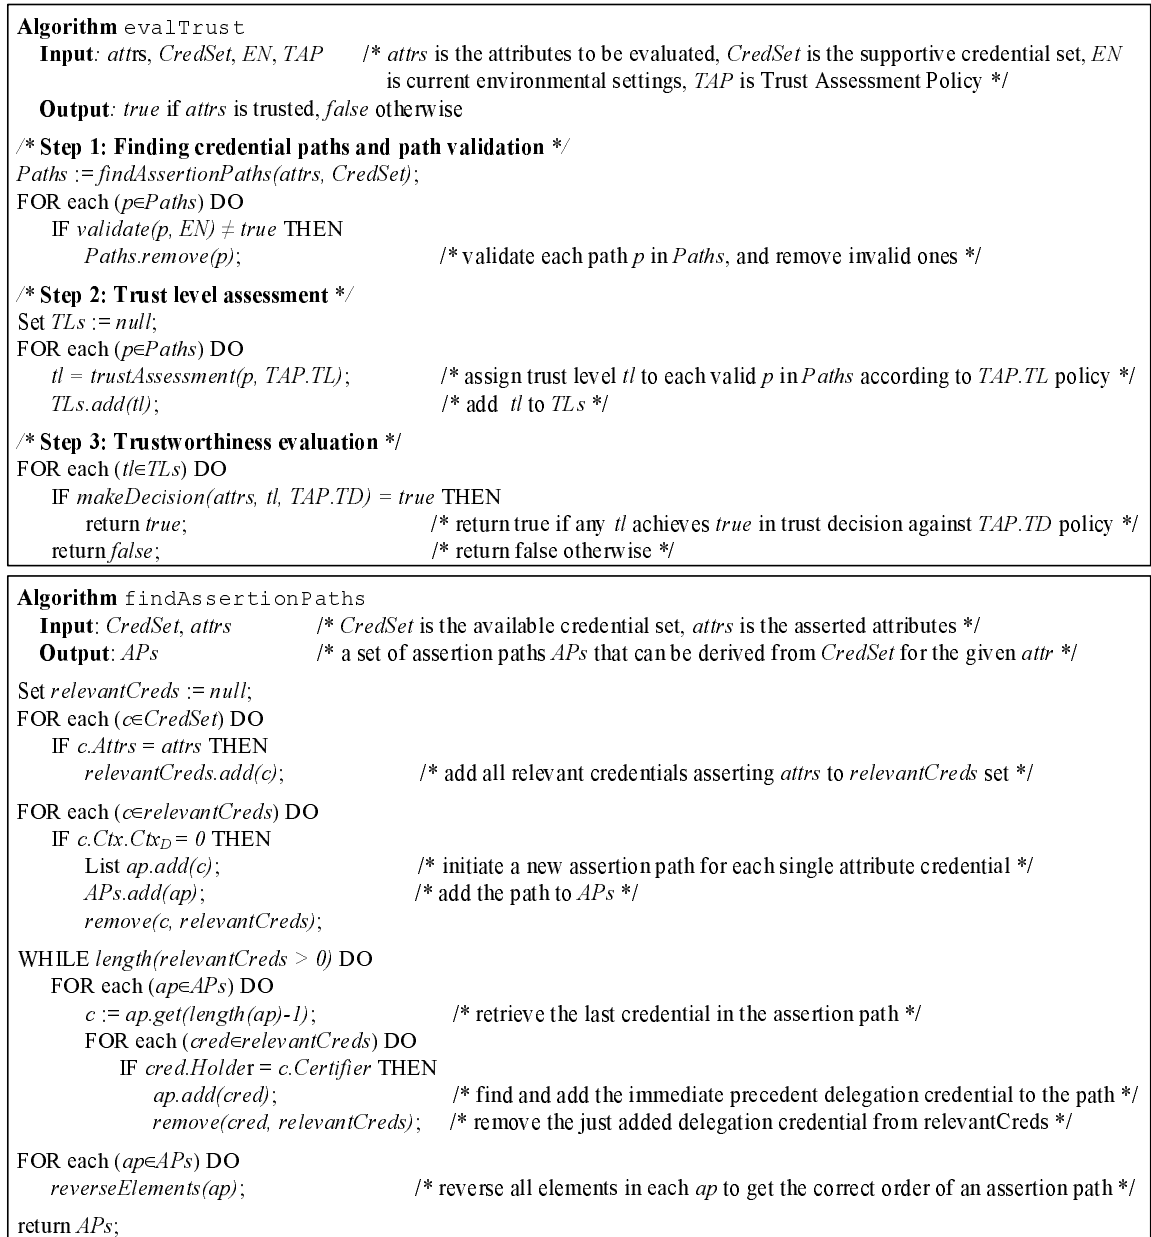 Algorithm evalTrust
Input: attrs, CredSet, EN, TAP /* attrs is the attributes to be evaluated, CredSet is the supportive credential set, EN
is current environmental settings, TAP is Trust Assessment Policy */
Output: true if attrs is trusted, false otherwise
/* Step 1: Finding credential paths and path validation */
Paths := findAssertionPaths(attrs, CredSet);
FOR each (p∈Paths) DO
IF validate(p, EN) ≠ true THEN
Paths.remove(p); /* validate each path p in Paths, and remove invalid ones */
/* Step 2: Trust level assessment */
Set TLs := null;
FOR each (p∈Paths) DO
tl = trustAssessment(p, TAP.TL); /* assign trust level tl to each valid p in Paths according to TAP.TL policy */
TLs.add(tl); /* add tl to TLs */
/* Step 3: Trustworthiness evaluation */
FOR each (tl∈TLs) DO
IF makeDecision(attrs, tl, TAP.TD) = true THEN
return true; /* return true if any tl achieves true in trust decision against TAP.TD policy */
return false; /* return false otherwise */
Algorithm findAssertionPaths
Input: CredSet, attrs /* CredSet is the available credential set, attrs is the asserted attributes */
Output: APs /* a set of assertion paths APs that can be derived from CredSet for the given attr */
Set relevantCreds := null;
FOR each (c∈CredSet) DO
IF c.Attrs = attrs THEN
relevantCreds.add(c); /* add all relevant credentials asserting attrs to relevantCreds set */
FOR each (c∈relevantCreds) DO
IF c.Ctx.CtxD = 0 THEN
List ap.add(c); /* initiate a new assertion path for each single attribute credential */
APs.add(ap); /* add the path to APs */
remove(c, relevantCreds);
WHILE length(relevantCreds > 0) DO
FOR each (ap∈APs) DO
c := ap.get(length(ap)-1); /* retrieve the last credential in the assertion path */
FOR each (cred∈relevantCreds) DO
IF cred.Holder = c.Certifier THEN
ap.add(cred); /* find and add the immediate precedent delegation credential to the path */
remove(cred, relevantCreds); /* remove the just added delegation credential from relevantCreds */
FOR each (ap∈APs) DO
reverseElements(ap); /* reverse all elements in each ap to get the correct order of an assertion path */
return APs;